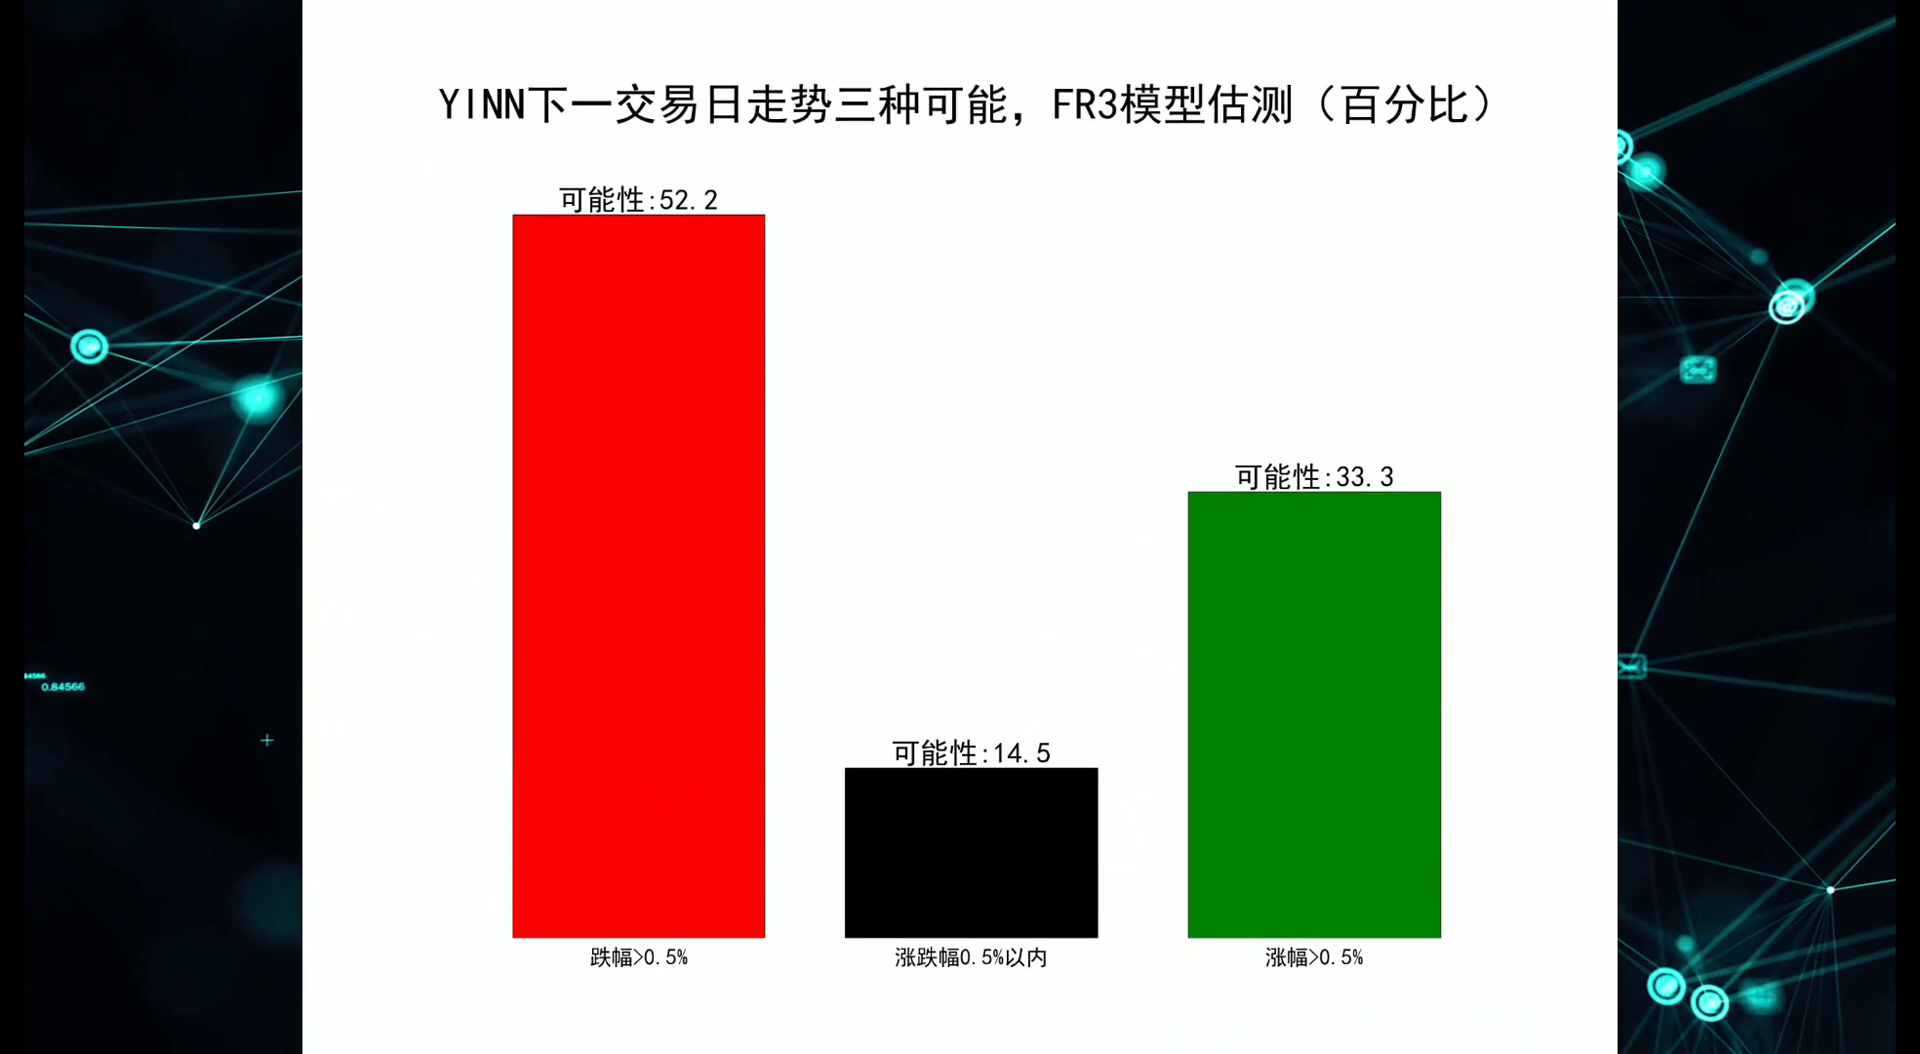 YINN下一交易日走势三种可能，FR3模型估测（百分比）
可能性:52.2
可能性:33.3
可能性:14.5
跌幅>0.5%
涨跌幅0.5%以内
涨幅>0.5%
0.84566